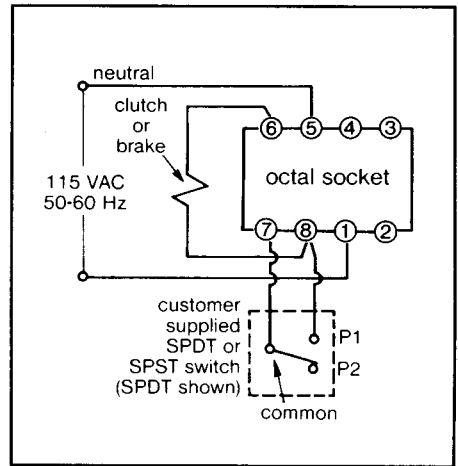 neutral
clutch
or
brake
6 5 4 3
115 VAC
50-60 Hz
octal socket
7 8 1 2
customer
supplied
SPDT or
SPST switch
(SPDT shown)
P1
P2
common